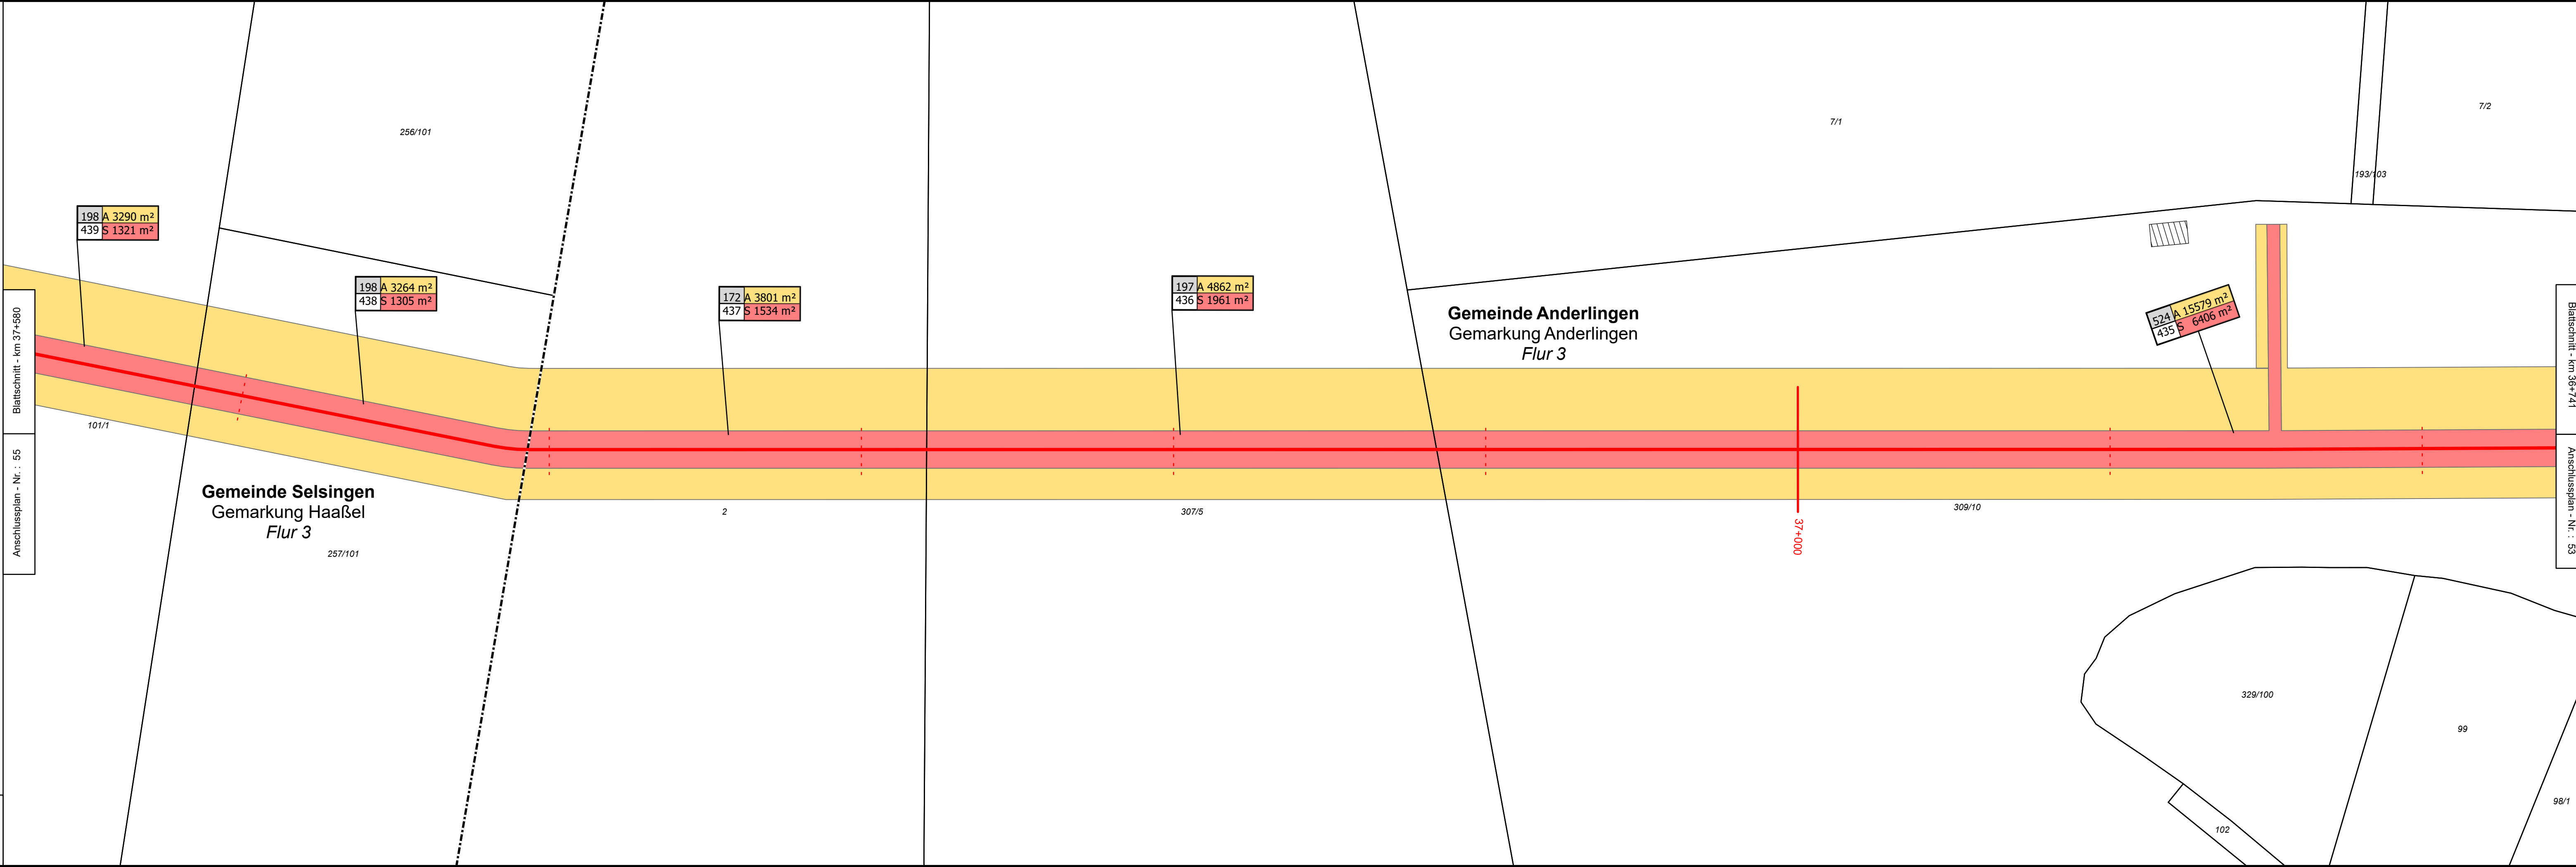 256/101
7/1
7/2
193/103
198 A 3290 m²
439 S 1321 m²
198 A 3264 m²
438 S 1305 m²
172 A 3801 m²
437 S 1534 m²
197 A 4862 m²
436 S 1961 m²
524 A 15579 m²
435 S 6406 m²
Gemeinde Anderlingen
Gemarkung Anderlingen
Flur 3
Blattschnitt - km 37+580
Anschlussplan - Nr. : 55
Blattschnitt - km 36+741
Anschlussplan - Nr. : 53
101/1
Gemeinde Selsingen
Gemarkung Haaßel
Flur 3
257/101
2
307/5
309/10
37+000
329/100
99
98/1
102